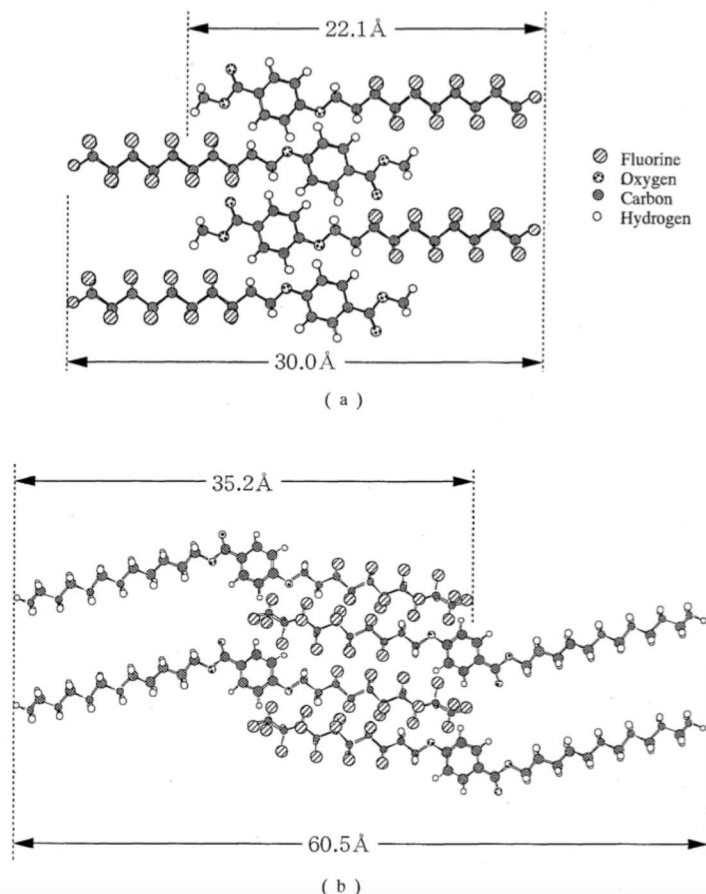 22.1Å
Fluorine
Oxygen
Carbon
Hydrogen
30.0Å
( a )
35.2Å
60.5Å
( b )